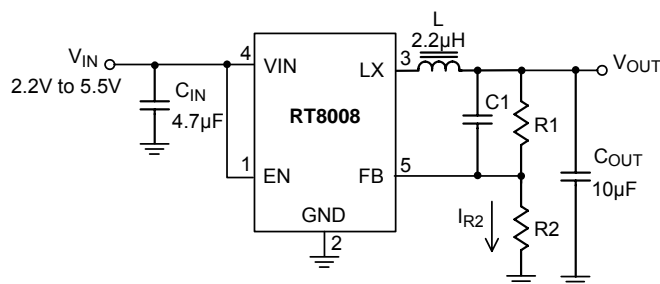 L
2.2µH
VIN
2.2V to 5.5V
4
VIN
LX
3
VOUT
CIN
4.7µF
RT8008
C1
R1
1
EN
FB
5
COUT
10µF
GND
2
IR2
R2